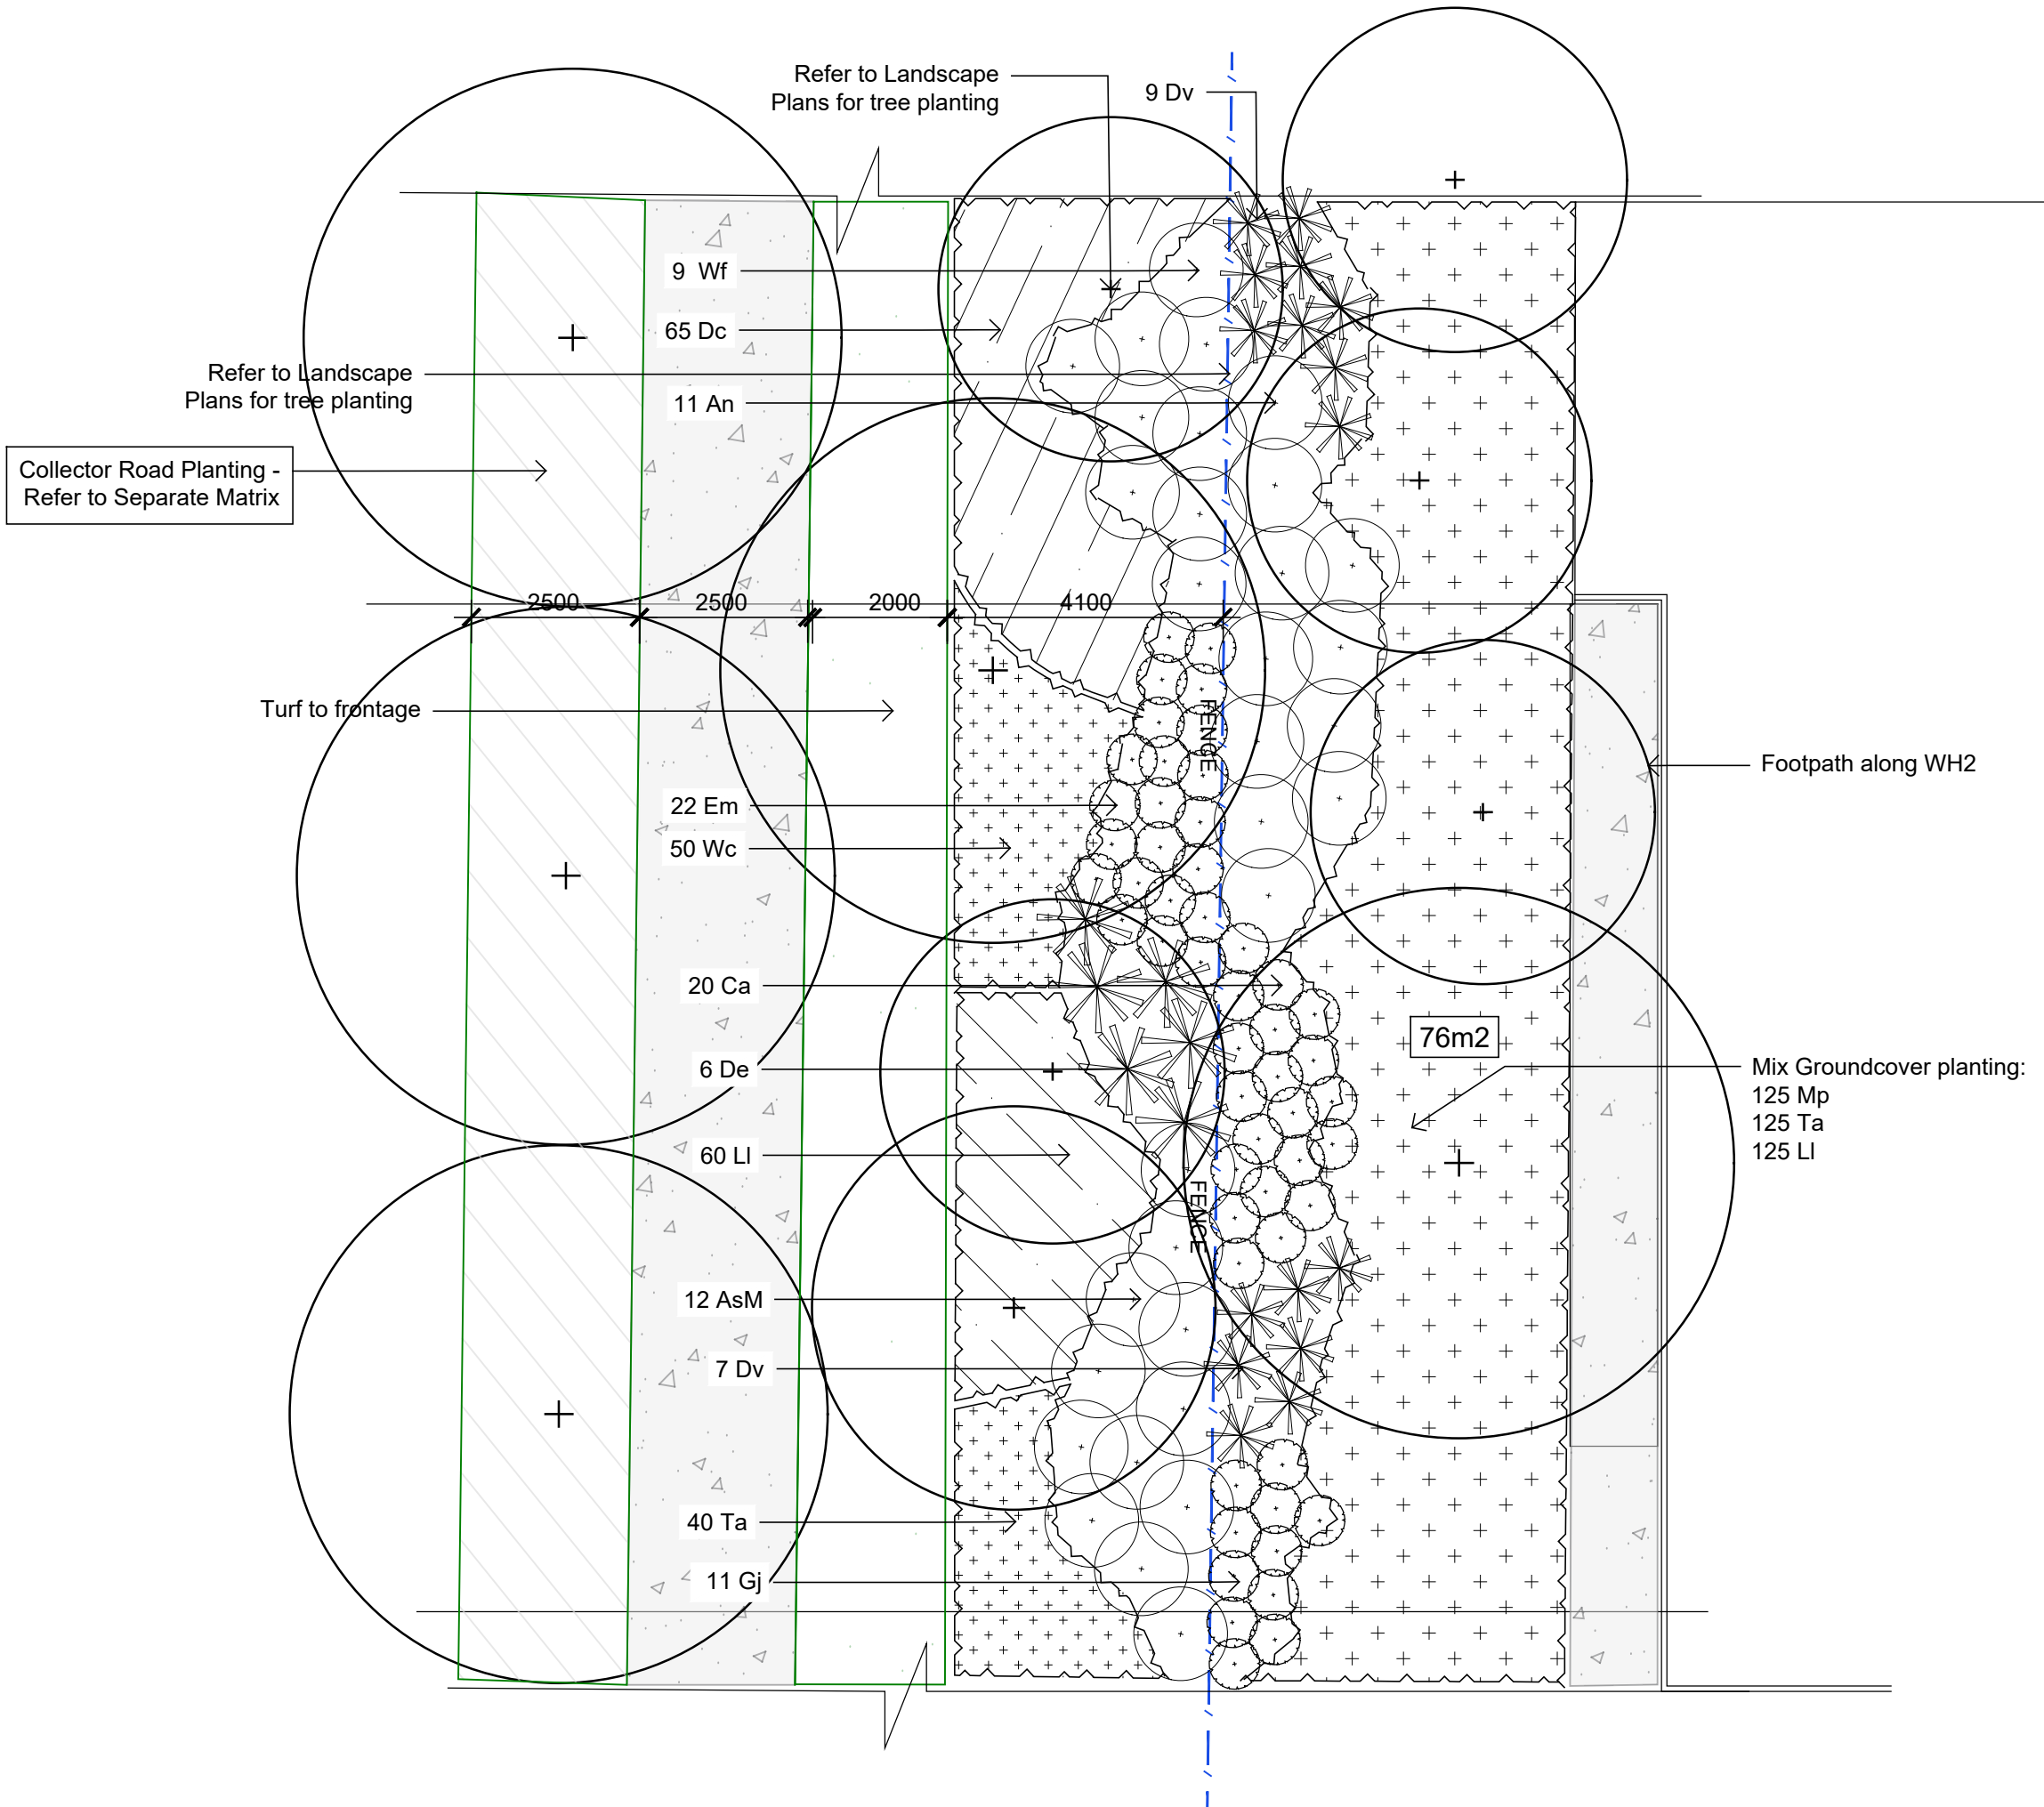 Refer to Landscape
Plans for tree planting
9 Dv
9 Wf
65 Dc
Refer to Landscape
Plans for tree planting
11 An
Collector Road Planting -
Refer to Separate Matrix
2500
2500
2000
4100
Turf to frontage
FENCE
Footpath along WH2
22 Em
50 Wc
20 Ca
76m2
6 De
Mix Groundcover planting:
125 Mp
125 Ta
125 Ll
60 Ll
FENCE
12 AsM
7 Dv
40 Ta
11 Gj